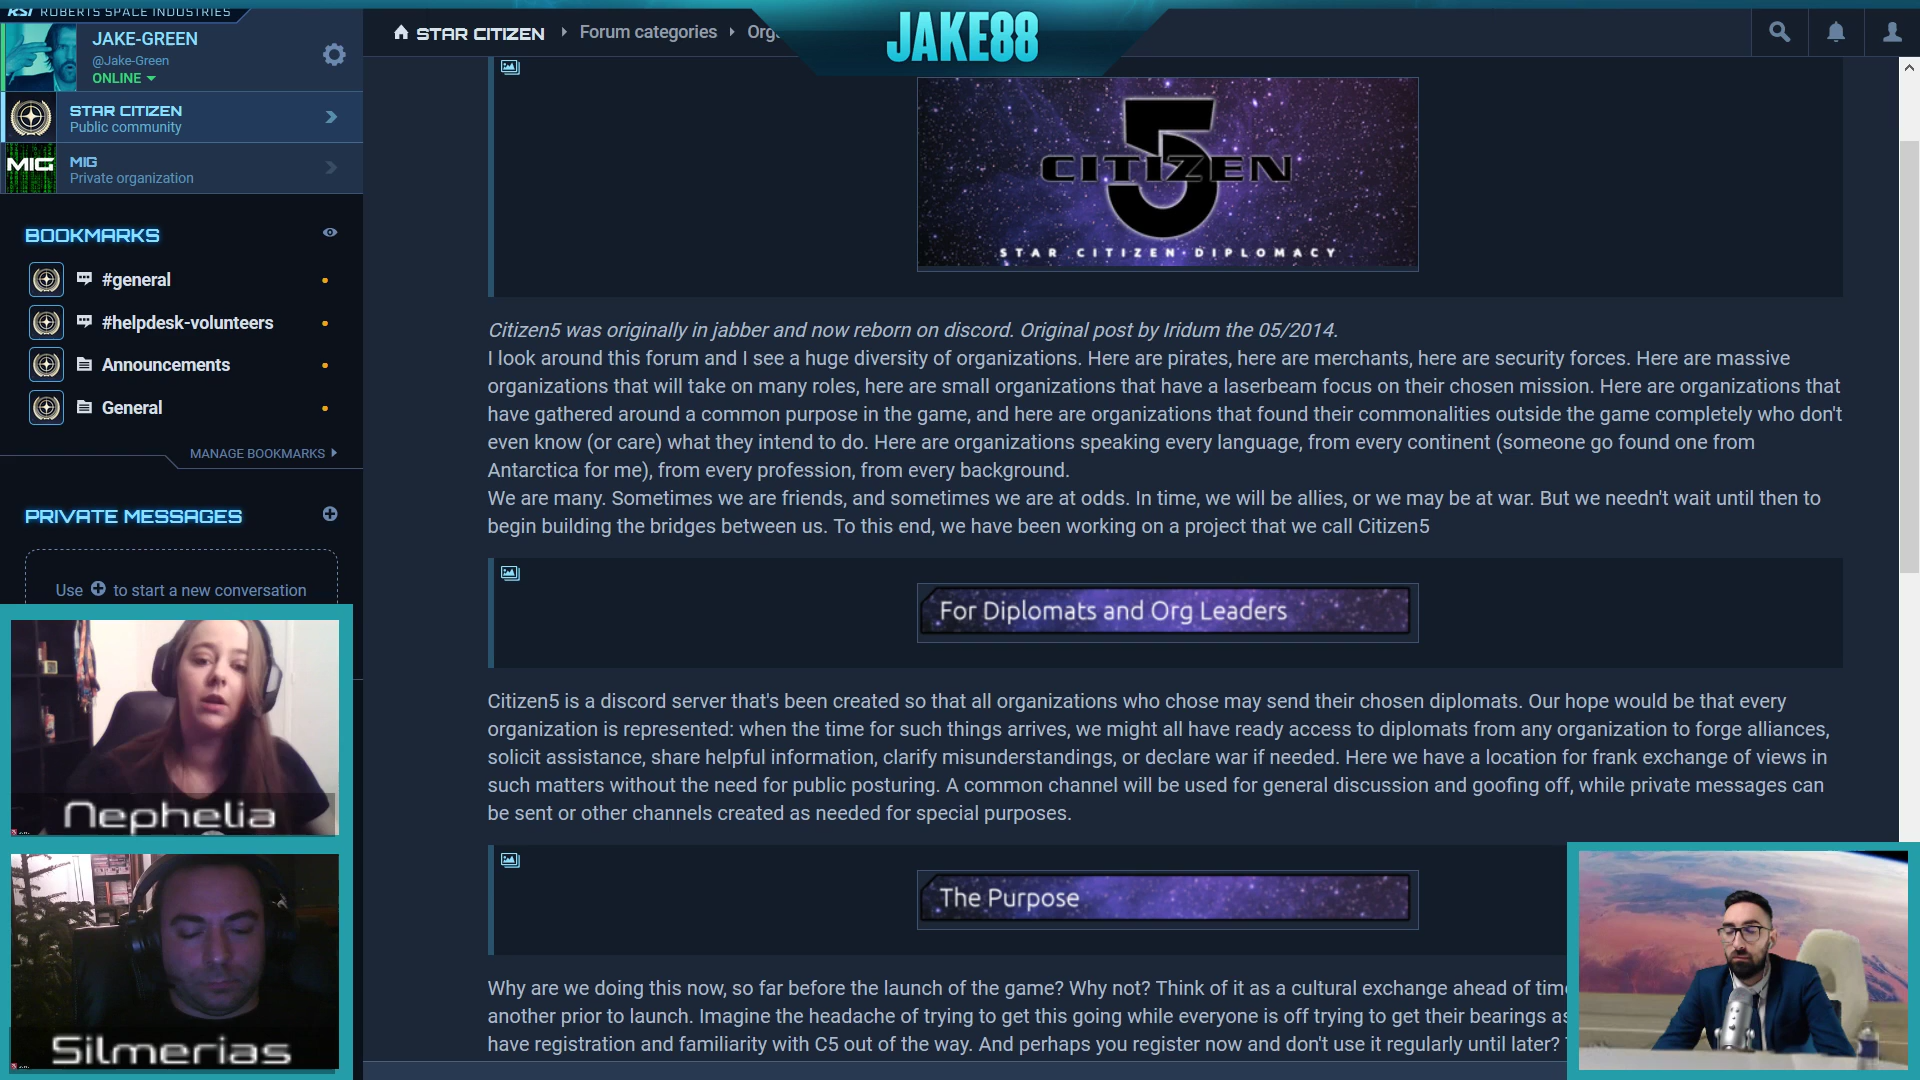 RSI ROBERTS SPACE INDUSTRIES
JAKE-GREEN
@Jake-Green
ONLINE
STAR CITIZEN
Public community
MIG
MIG
Private organization
BOOKMARKS
#general
#helpdesk-volunteers
Announcements
General
MANAGE BOOKMARKS
PRIVATE MESSAGES
Use + to start a new conversation
Nephelia
Silmerias
STAR CITIZEN
Forum categories
JAKE88
5
CITIZEN
STAR CITIZEN DIPLOMACY
Citizen5 was originally in jabber and now reborn on discord. Original post by Iridum the 05/2014.
I look around this forum and I see a huge diversity of organizations. Here are pirates, here are merchants, here are security forces. Here are massive
organizations that will take on many roles, here are small organizations that have a laserbeam focus on their chosen mission. Here are organizations that
have gathered around a common purpose in the game, and here are organizations that found their commonalities outside the game completely who don't
even know (or care) what they intend to do. Here are organizations speaking every language, from every continent (someone go found one from
Antarctica for me), from every profession, from every background.
We are many. Sometimes we are friends, and sometimes we are at odds. In time, we will be allies, or we may be at war. But we needn't wait until then to
begin building the bridges between us. To this end, we have been working on a project that we call Citizen5
For Diplomats and Org Leaders
Citizen5 is a discord server that's been created so that all organizations who chose may send their chosen diplomats. Our hope would be that every
organization is represented: when the time for such things arrives, we might all have ready access to diplomats from any organization to forge alliances,
solicit assistance, share helpful information, clarify misunderstandings, or declare war if needed. Here we have a location for frank exchange of views in
such matters without the need for public posturing. A common channel will be used for general discussion and goofing off, while private messages can
be sent or other channels created as needed for special purposes.
The Purpose
Why are we doing this now, so far before the launch of the game? Why not? Think of it as a cultural exchange ahead of time
another prior to launch. Imagine the headache of trying to get this going while everyone is off trying to get their bearings as
have registration and familiarity with C5 out of the way. And perhaps you register now and don't use it regularly until later?